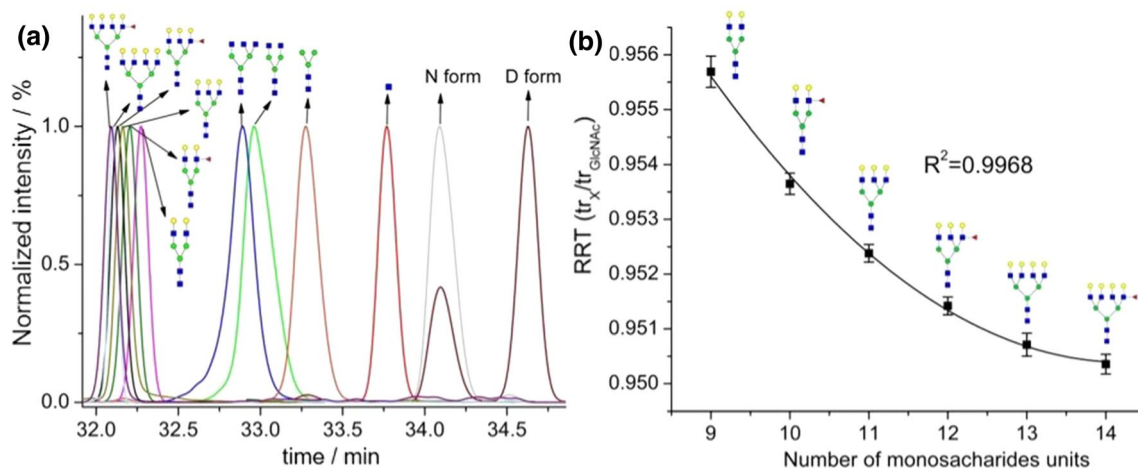 (a)
N form
D form
Normalized intensity / %
1.0
0.5
0.0
32.0 32.5 33.0 33.5 34.0 34.5
time / min
(b)
RRT (trX/trGlcNAc)
0.956
0.955
0.954
0.953
0.952
0.951
0.950
R²=0.9968
9 10 11 12 13 14
Number of monosacharides units